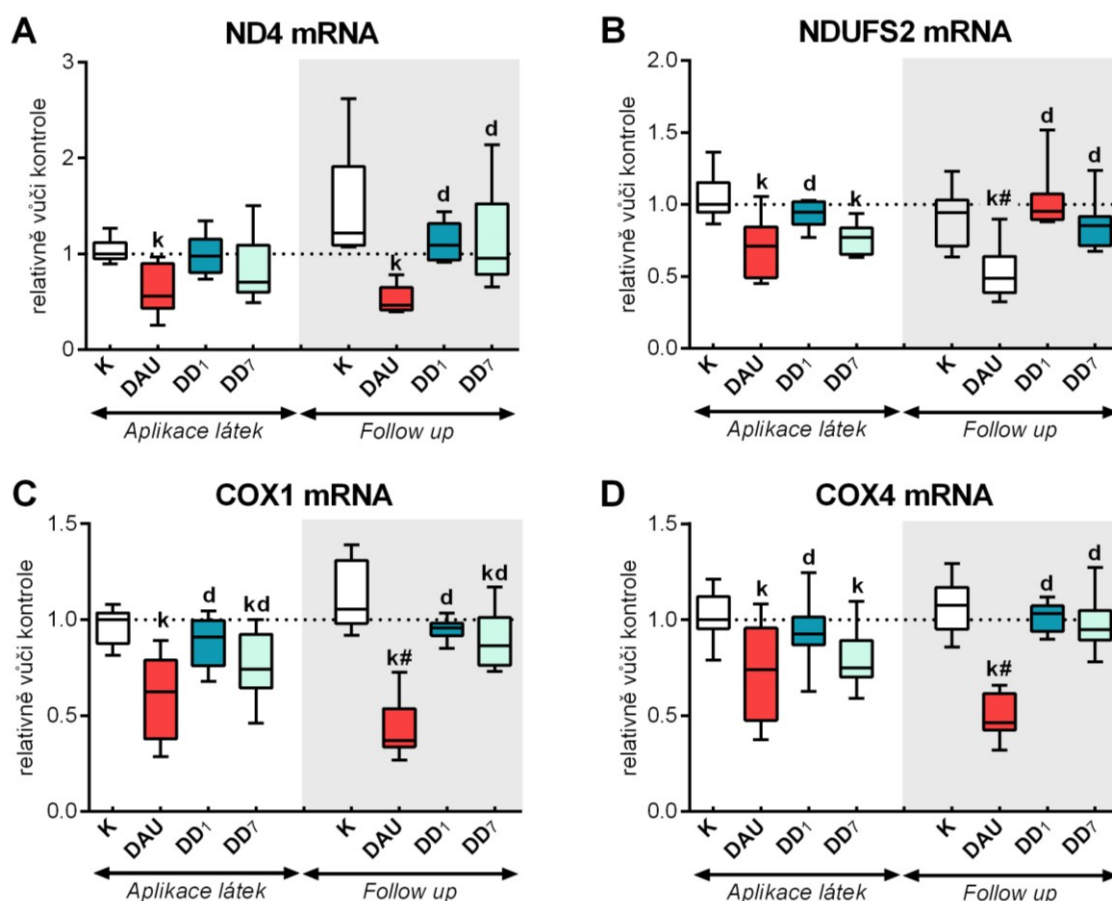 A
ND4 mRNA
relativně vůči kontrole
3
2
1
0
k
k
d
d
K DAU DD1 DD7 K DAU DD1 DD7
Aplikace látek Follow up
B
NDUFS2 mRNA
relativně vůči kontrole
2.0
1.5
1.0
0.5
0.0
k
d
k
k#
d
d
K DAU DD1 DD7 K DAU DD1 DD7
Aplikace látek Follow up
C
COX1 mRNA
relativně vůči kontrole
1.5
1.0
0.5
0.0
k
d
kd
k#
d
kd
K DAU DD1 DD7 K DAU DD1 DD7
Aplikace látek Follow up
D
COX4 mRNA
relativně vůči kontrole
1.5
1.0
0.5
0.0
k
d
k
k#
d
d
K DAU DD1 DD7 K DAU DD1 DD7
Aplikace látek Follow up